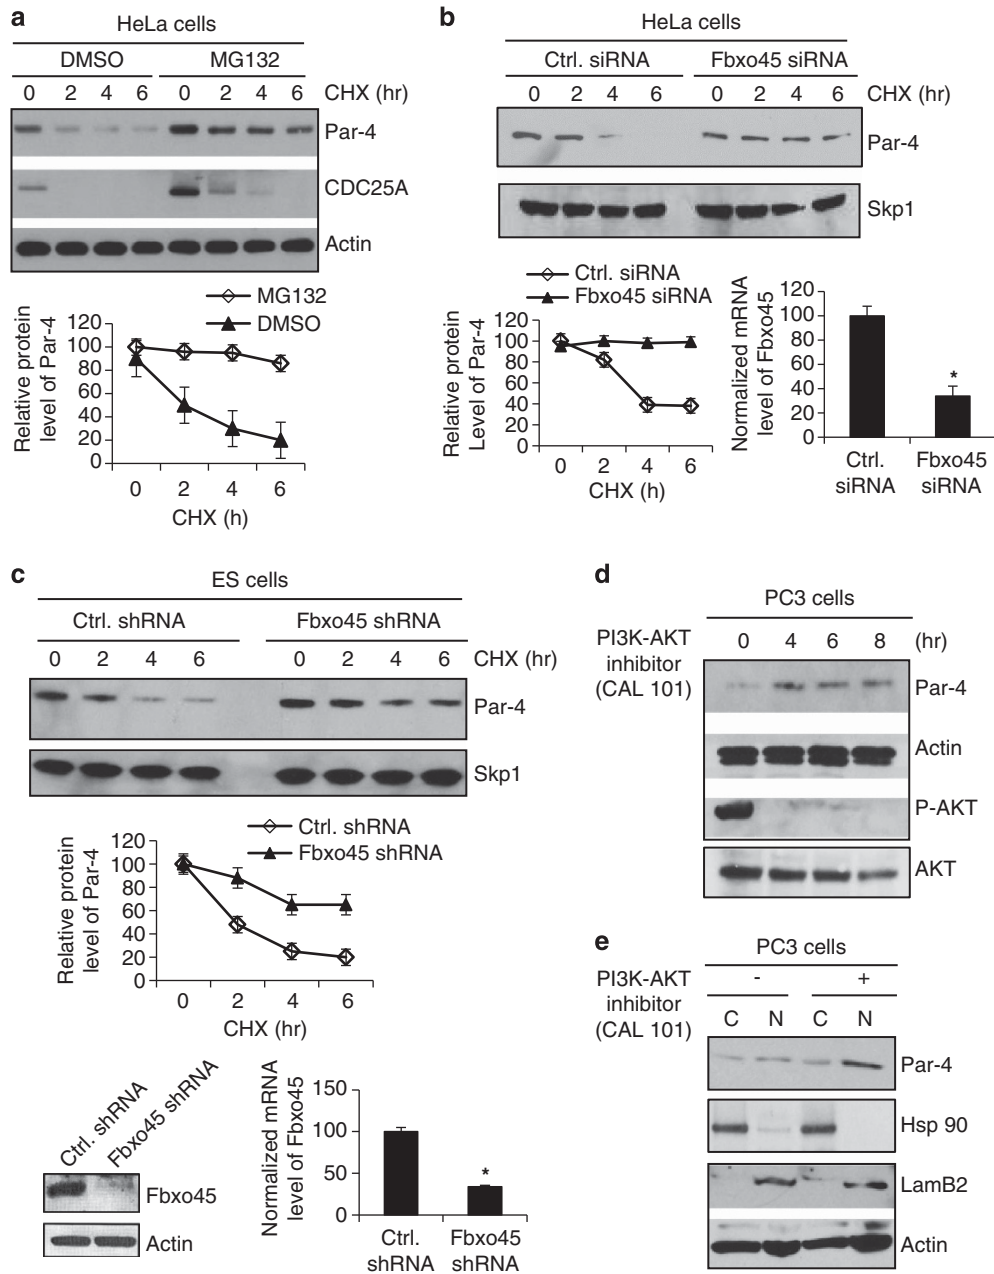 a
HeLa cells
DMSO MG132
0 2 4 6 0 2 4 6 CHX (hr)
Par-4
CDC25A
Actin
MG132
DMSO
Relative protein
level of Par-4
120
100
80
60
40
20
0
0 2 4 6
CHX (h)
b
HeLa cells
Ctrl. siRNA Fbxo45 siRNA
0 2 4 6 0 2 4 6 CHX (hr)
Par-4
Skp1
Ctrl. siRNA
Fbxo45 siRNA
Relative protein
Level of Par-4
120
100
80
60
40
20
0
0 2 4 6
CHX (h)
Normalized mRNA
level of Fbxo45
120
100
80
60
40
20
0
*
Ctrl. Fbxo45
siRNA siRNA
c
ES cells
Ctrl. shRNA Fbxo45 shRNA
0 2 4 6 0 2 4 6 CHX (hr)
Par-4
Skp1
Ctrl. shRNA
Fbxo45 shRNA
Relative protein
level of Par-4
120
100
80
60
40
20
0
0 2 4 6
CHX (hr)
Ctrl. shRNA
Fbxo45 shRNA
Fbxo45
Actin
Normalized mRNA
level of Fbxo45
150
100
50
0
*
Ctrl. Fbxo45
shRNA shRNA
d
PC3 cells
PI3K-AKT
inhibitor
(CAL 101)
0 4 6 8 (hr)
Par-4
Actin
P-AKT
AKT
e
PC3 cells
PI3K-AKT
inhibitor
(CAL 101)
- +
C N C N
Par-4
Hsp 90
LamB2
Actin